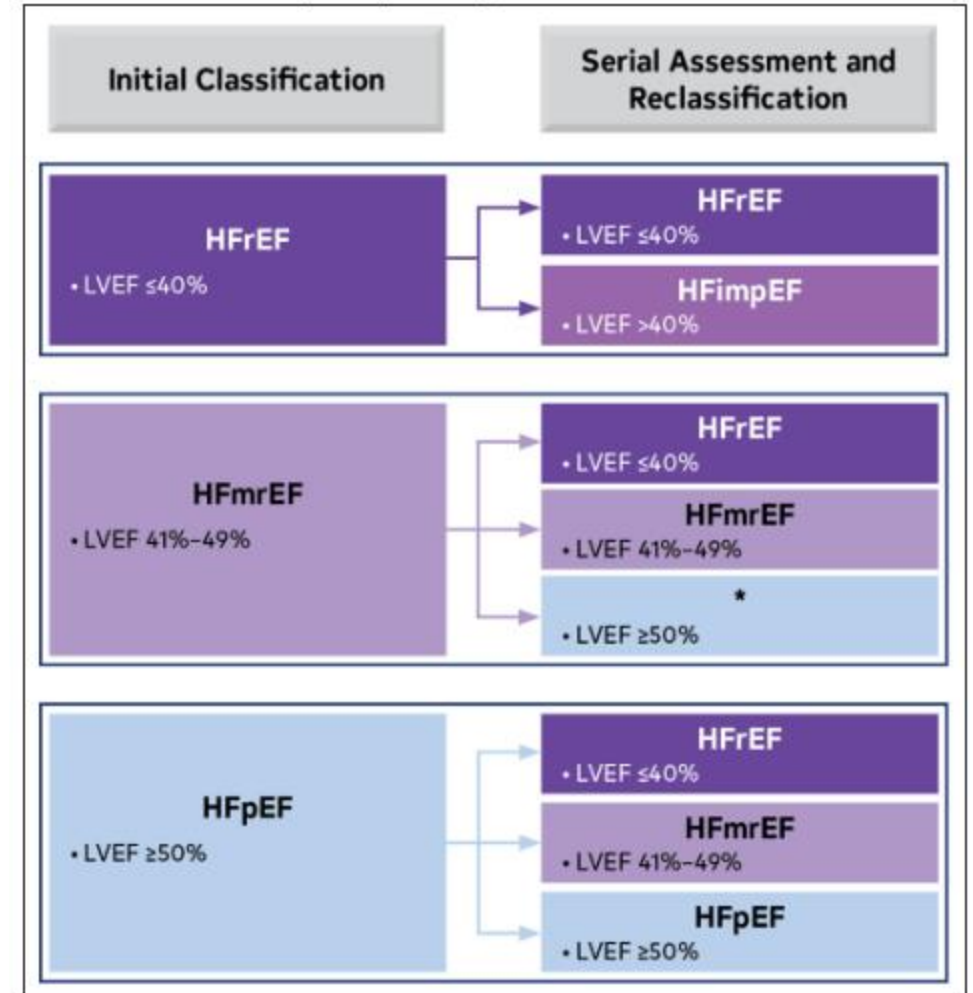 Initial Classification
Serial Assessment and
Reclassification
HFrEF
• LVEF ≤40%
HFrEF
• LVEF ≤40%
HFimpEF
• LVEF >40%
HFmrEF
• LVEF 41%–49%
HFrEF
• LVEF ≤40%
HFmrEF
• LVEF 41%–49%
*
• LVEF ≥50%
HFpEF
• LVEF ≥50%
HFrEF
• LVEF ≤40%
HFmrEF
• LVEF 41%–49%
HFpEF
• LVEF ≥50%